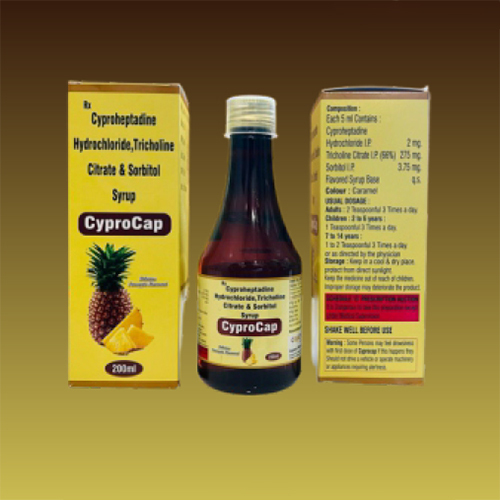 Rx
Cyproheptadine
Hydrochloride,Tricholine
Citrate & Sorbitol
Syrup
CyproCap
Pineapple Flavoured
200ml
Rx
Cyproheptadine
Hydrochloride,Tricholine
Citrate & Sorbitol
Syrup
CyproCap
Composition :
Each 5 ml Contains :
Cyproheptadine
Hydrochloride I.P. 2 mg.
Tricholine Citrate I.P. (66%) 275 mg.
Sorbitol I.P. 3.75 mg.
Flavored Syrup Base q.s.
Colour : Caramel
USUAL DOSAGE :
Adults : 2 Teaspoonful 3 Times a day.
Children : 2 to 6 years :
1 Teaspoonful 3 Times a day.
7 to 14 years :
1 to 2 Teaspoonful 3 Times a day
or as directed by the physician
Storage : Keep in a cool & dry place,
protect from direct sunlight.
Keep the medicine out of reach of children.
Improper storage may deteriorate the product.
SHAKE WELL BEFORE USE
Warning : Some Persons may feel drowsiness
with first dose of Cyprocap if this happens they
Should not drive a vehicle or operate machinery
or appliances requiring alertness.